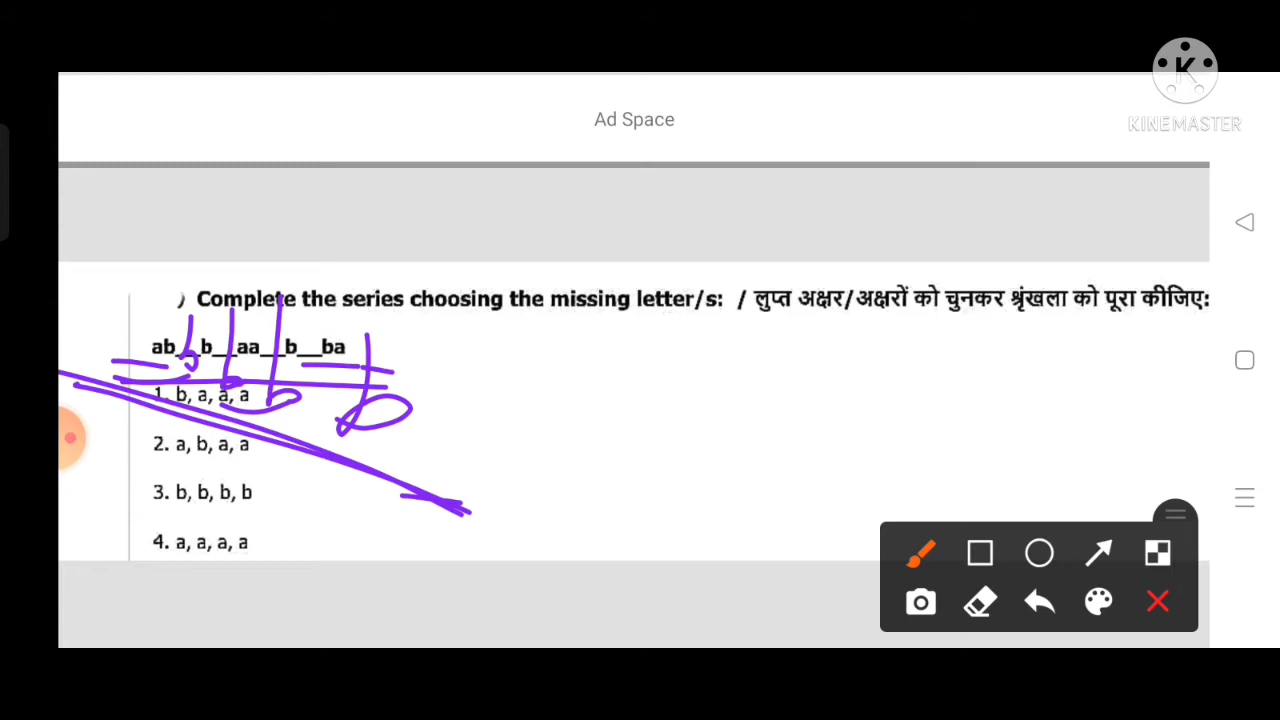 Ad Space
K
KINEMASTER
) Complete the series choosing the missing letter/s: / लुप्त अक्षर/अक्षरों को चुनकर श्रृंखला को पूरा कीजिए:
ab__b__aa__b__ba
b b b b
1. b, a, a, a
2. a, b, a, a
3. b, b, b, b
4. a, a, a, a